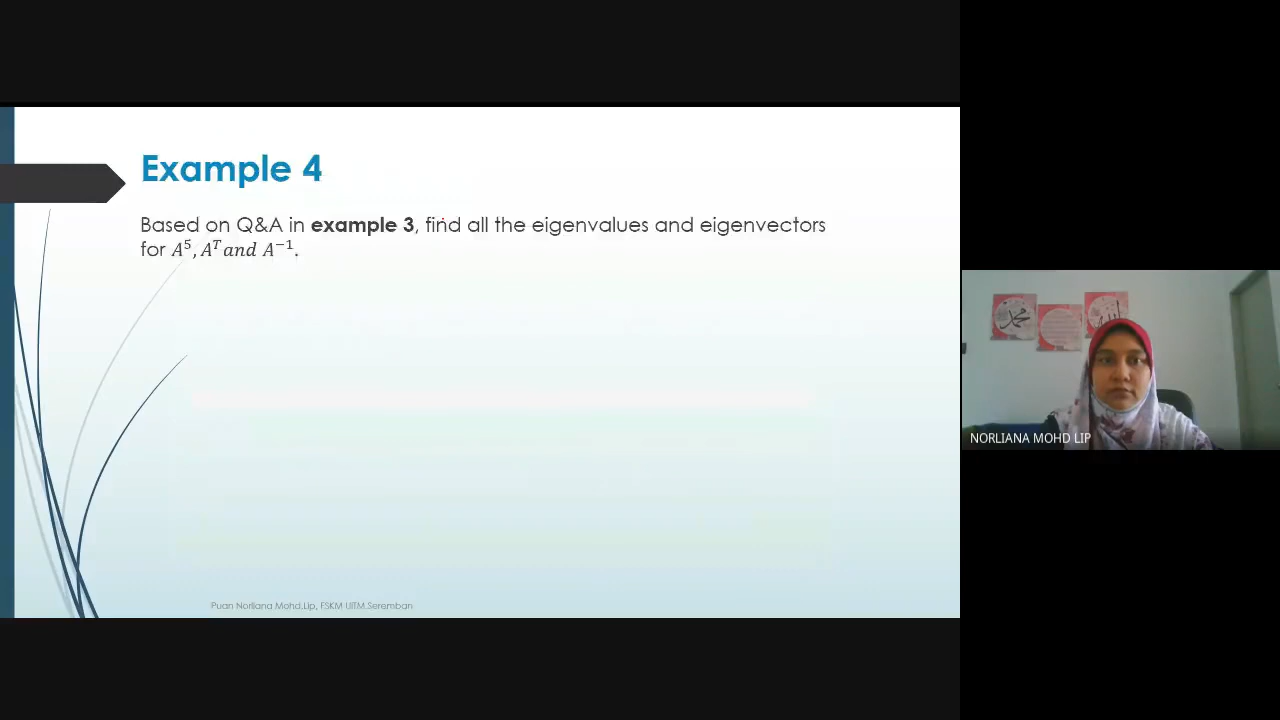 Example 4
Based on Q&A in example 3, find all the eigenvalues and eigenvectors
for A⁵, Aᵀ and A⁻¹.
Puan Norliana Mohd.Lip, FSKM UiTM.Seremban
NORLIANA MOHD LIP